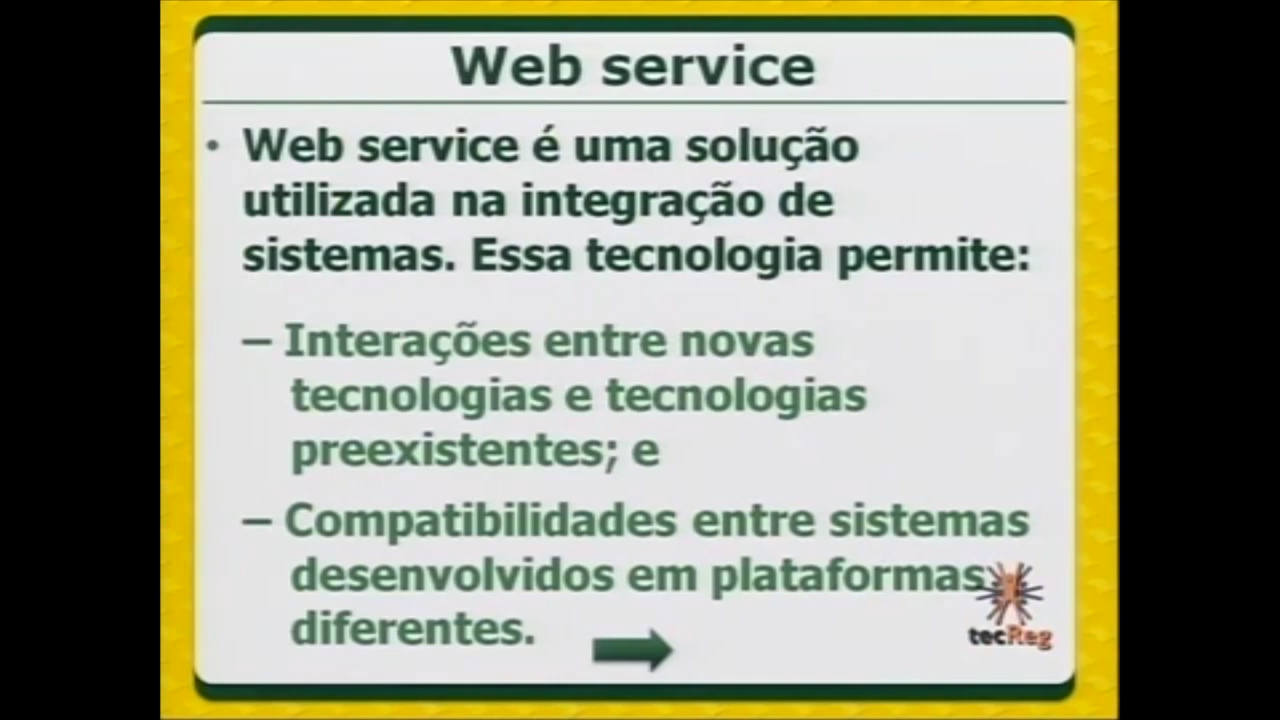 Web service
• Web service é uma solução
utilizada na integração de
sistemas. Essa tecnologia permite:
– Interações entre novas
tecnologias e tecnologias
preexistentes; e
– Compatibilidades entre sistemas
desenvolvidos em plataformas
diferentes.
tecReg